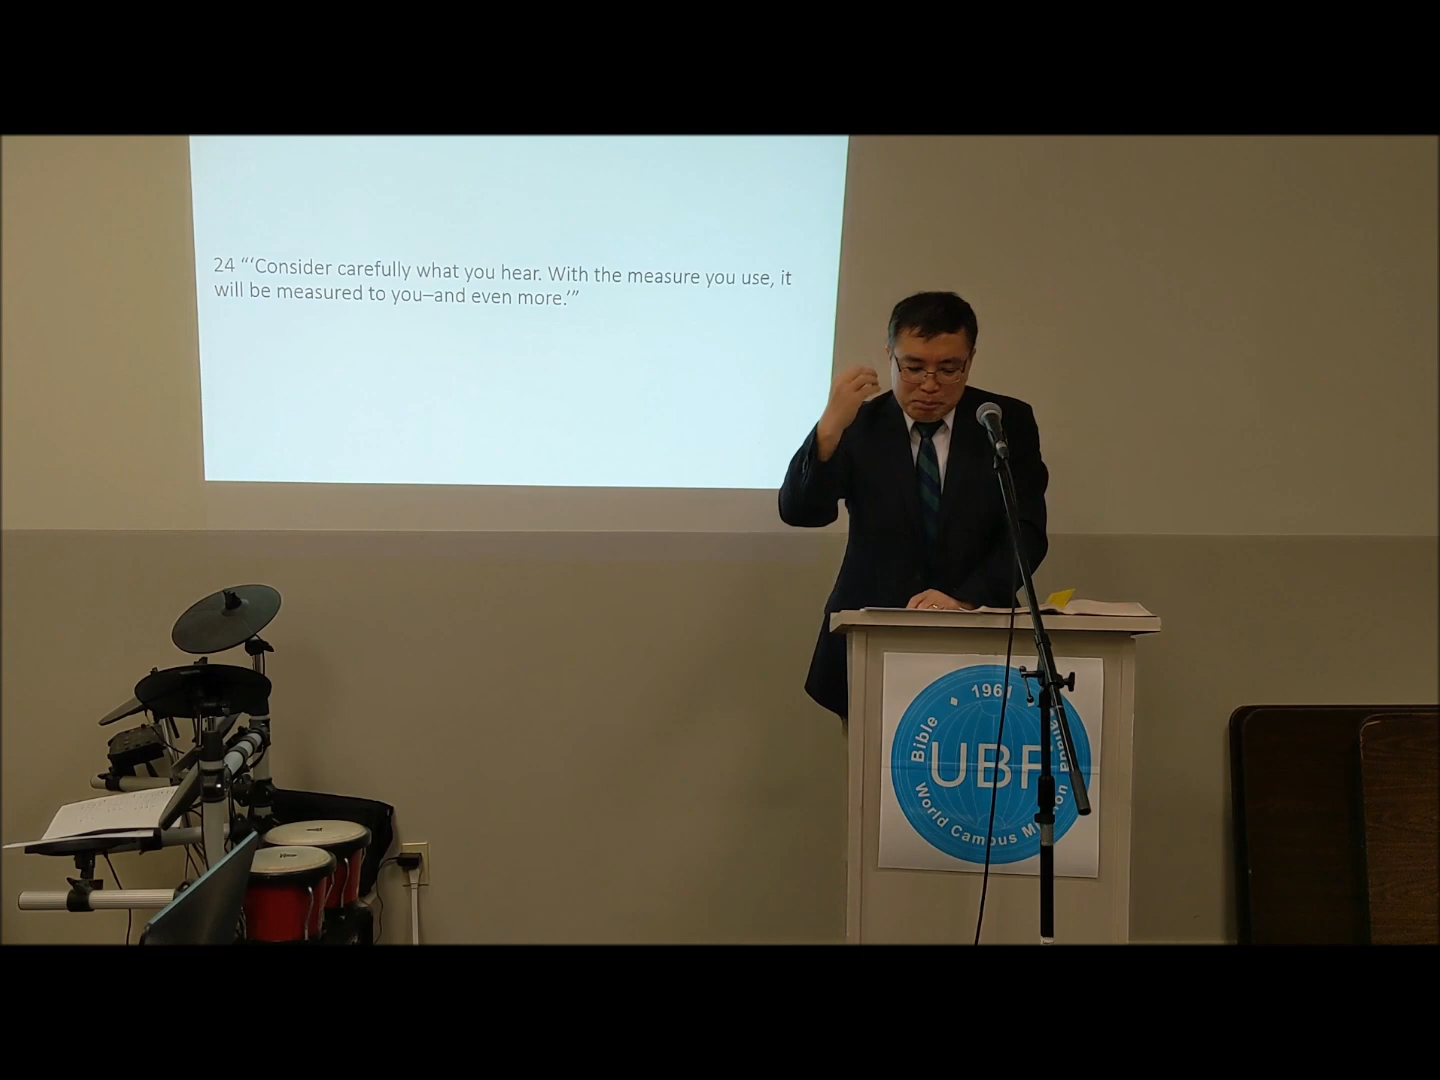 24 “‘Consider carefully what you hear. With the measure you use, it
will be measured to you–and even more.’”
1961
Bible
UBF
World Campus